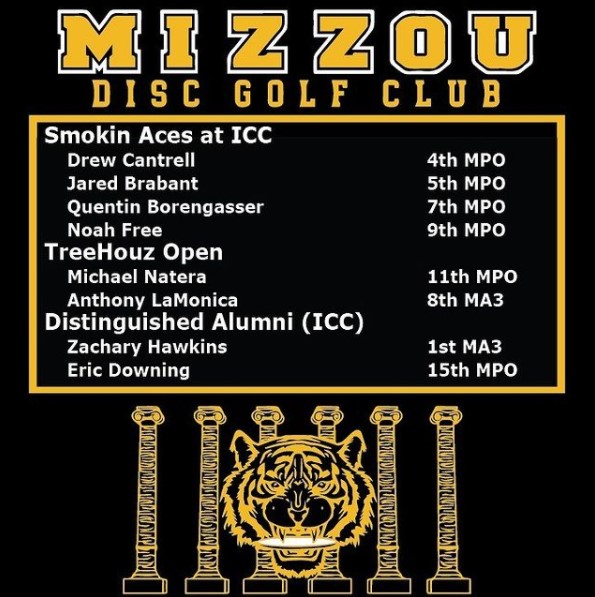 MIZZOU
DISC GOLF CLUB
Smokin Aces at ICC
Drew Cantrell 4th MPO
Jared Brabant 5th MPO
Quentin Borengasser 7th MPO
Noah Free 9th MPO
TreeHouz Open
Michael Natera 11th MPO
Anthony LaMonica 8th MA3
Distinguished Alumni (ICC)
Zachary Hawkins 1st MA3
Eric Downing 15th MPO